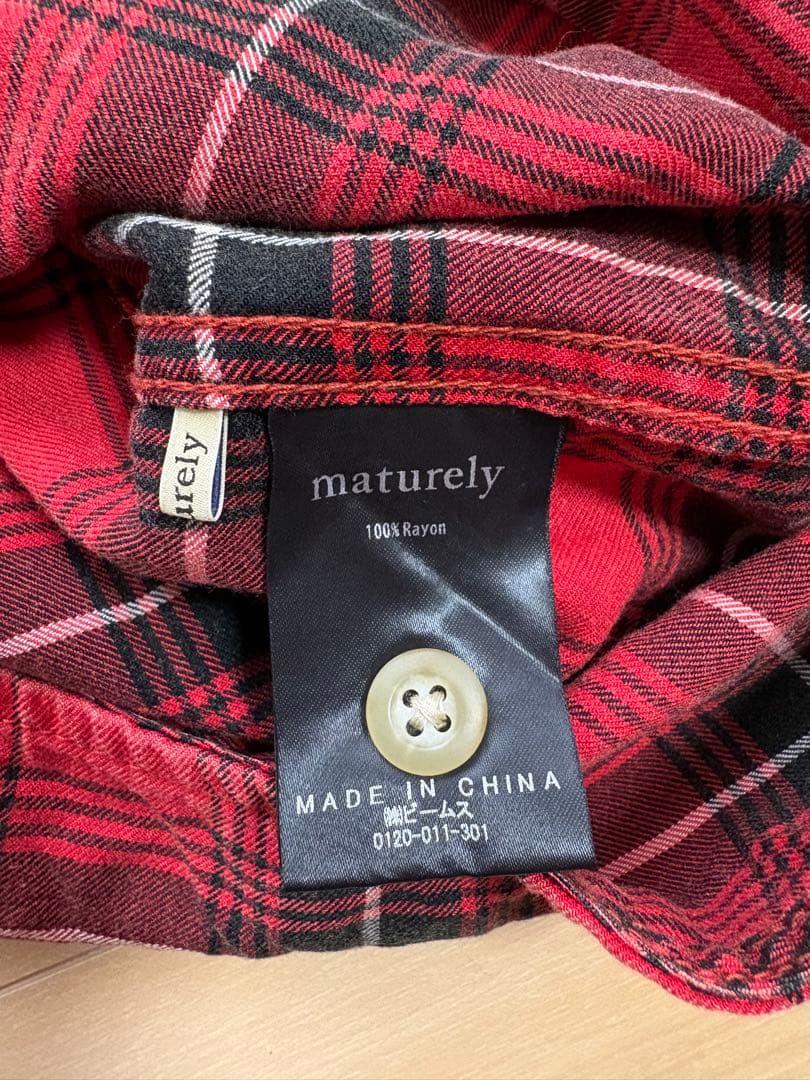 urely
maturely
100%Rayon
MADE IN CHINA
㈱ビームス
0120-011-301